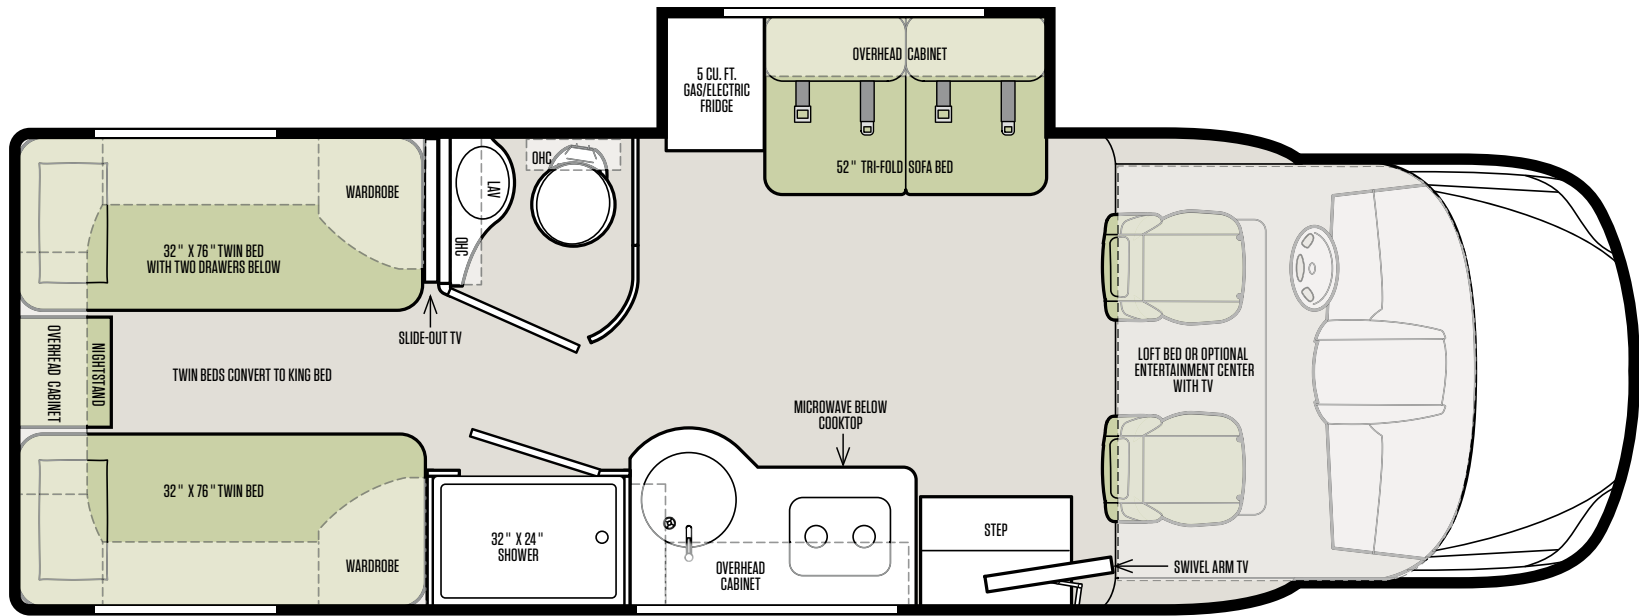 5 CU. FT.
GAS/ELECTRIC
FRIDGE
OVERHEAD CABINET
52" TRI-FOLD SOFA BED
WARDROBE
32" X 76" TWIN BED
WITH TWO DRAWERS BELOW
LAV
OHC
OHC
SLIDE-OUT TV
OVERHEAD CABINET
NIGHTSTAND
TWIN BEDS CONVERT TO KING BED
LOFT BED OR OPTIONAL
ENTERTAINMENT CENTER
WITH TV
MICROWAVE BELOW
COOKTOP
32" X 76" TWIN BED
WARDROBE
32" X 24"
SHOWER
OVERHEAD
CABINET
STEP
SWIVEL ARM TV